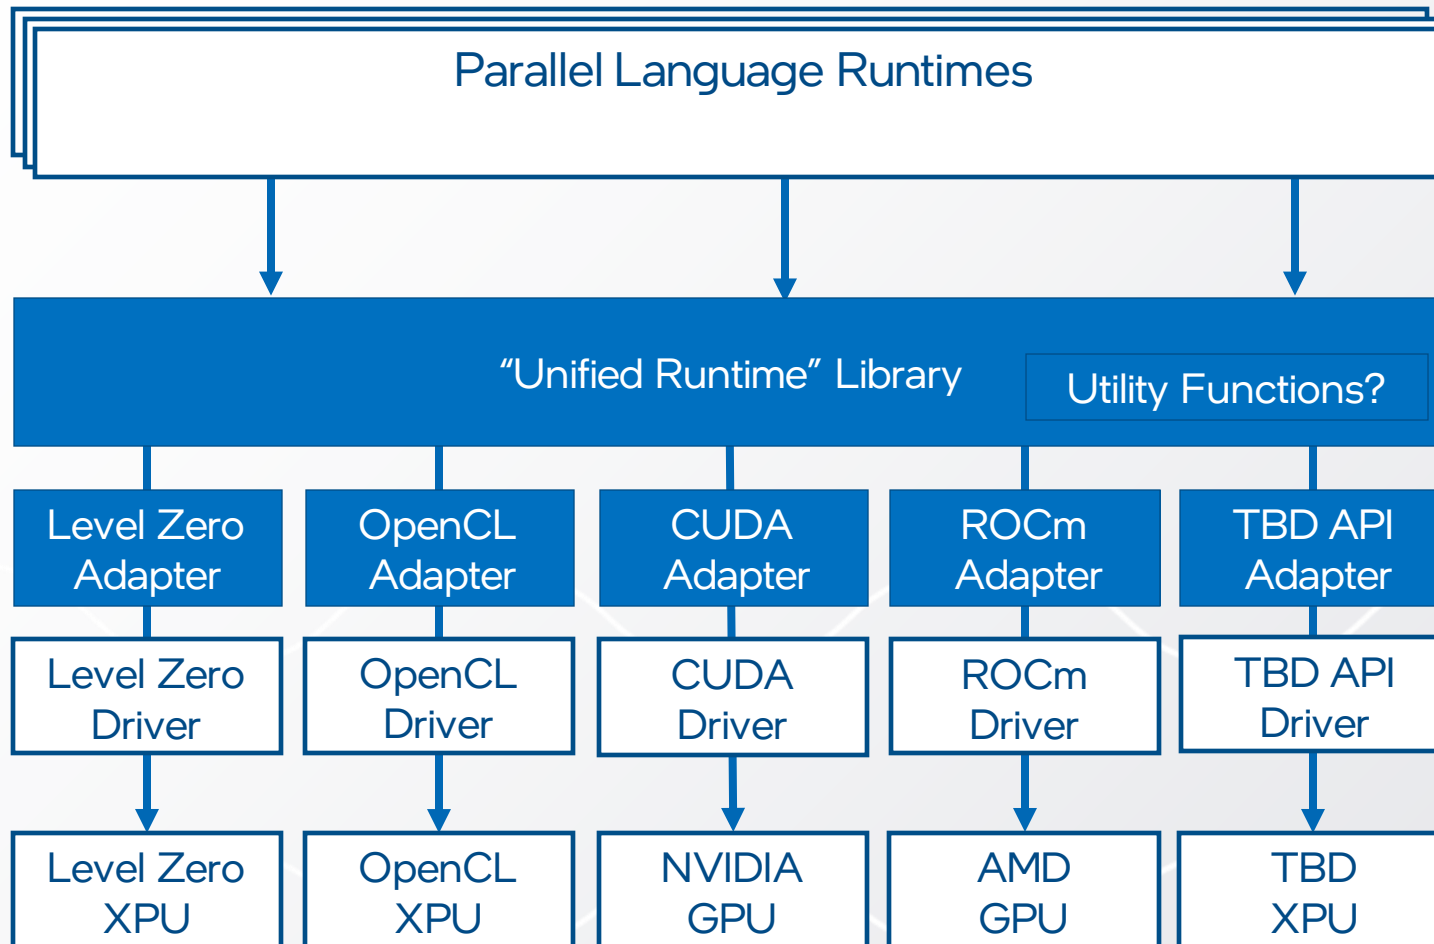 Parallel Language Runtimes
“Unified Runtime” Library
Utility Functions?
Level Zero
Adapter
OpenCL
Adapter
CUDA
Adapter
ROCm
Adapter
TBD API
Adapter
Level Zero
Driver
OpenCL
Driver
CUDA
Driver
ROCm
Driver
TBD API
Driver
Level Zero
XPU
OpenCL
XPU
NVIDIA
GPU
AMD
GPU
TBD
XPU